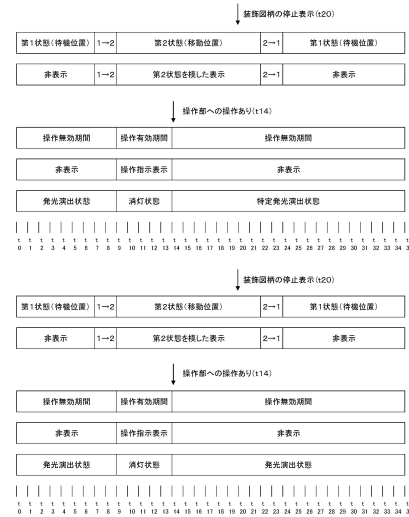 装飾図柄の停止表示(t20)
第1状態(待機位置) 1→2 第2状態(移動位置) 2→1 第1状態(待機位置)
非表示 1→2 第2状態を模した表示 2→1 非表示
操作部への操作あり(t14)
操作無効期間 操作有効期間 操作無効期間
非表示 操作指示表示 非表示
発光演出状態 消灯状態 特定発光演出状態
t t t t t t t t t t t t t t t t t t t t t t t t t t t t t t t t t t t t
0 1 2 3 4 5 6 7 8 9 10 11 12 13 14 15 16 17 18 19 20 21 22 23 24 25 26 27 28 29 30 31 32 33 34 3
装飾図柄の停止表示(t20)
第1状態(待機位置) 1→2 第2状態(移動位置) 2→1 第1状態(待機位置)
非表示 1→2 第2状態を模した表示 2→1 非表示
操作部への操作あり(t14)
操作無効期間 操作有効期間 操作無効期間
非表示 操作指示表示 非表示
発光演出状態 消灯状態 発光演出状態
t t t t t t t t t t t t t t t t t t t t t t t t t t t t t t t t t t t t
0 1 2 3 4 5 6 7 8 9 10 11 12 13 14 15 16 17 18 19 20 21 22 23 24 25 26 27 28 29 30 31 32 33 34 3